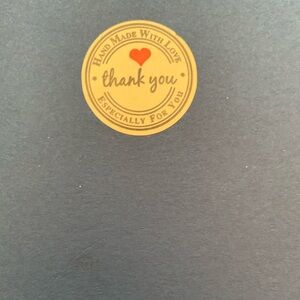 HAND MADE WITH LOVE
thank you
ESPECIALLY FOR YOU